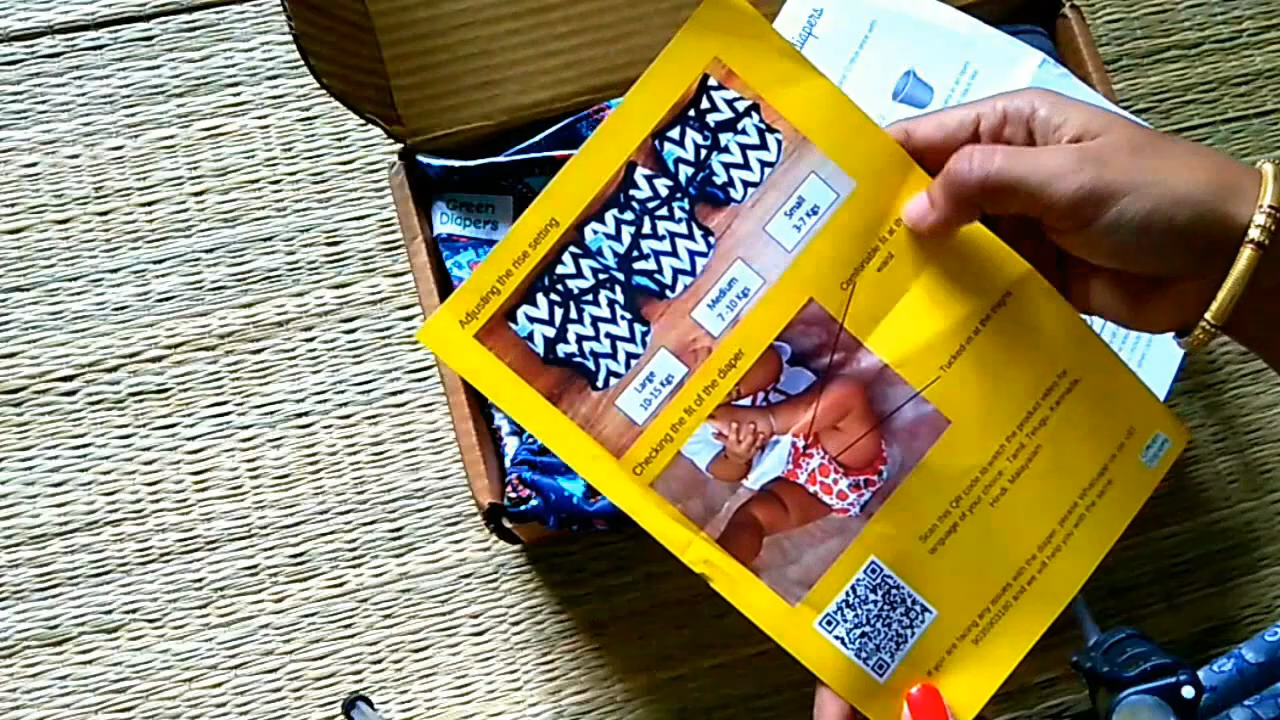 Diapers
Green
Diapers
Adjusting the rise setting
Small
3-7 Kgs
Medium
7-10 Kgs
Large
10-15 Kgs
Checking the fit of the diaper
Comfortable fit at
waist
Tucked-in at the thighs
Scan this QR code to watch the product video for
language of your choice - Tamil, Telugu, Kannada,
Hindi, Malayalam
If you are facing any issues with the diaper, please Whatsapp us on +91
and we will help you with the same